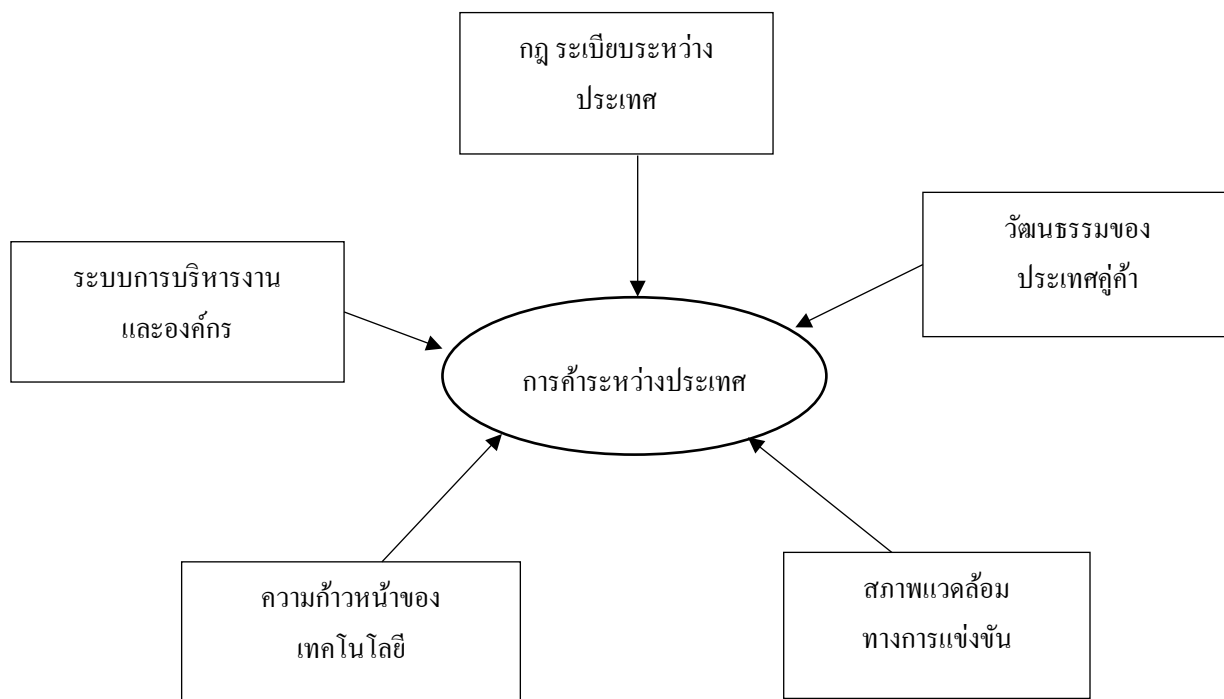 กฎ ระเบียบระหว่าง
ประเทศ
วัฒนธรรมของ
ประเทศคู่ค้า
ระบบการบริหารงาน
และองค์กร
การค้าระหว่างประเทศ
ความก้าวหน้าของ
เทคโนโลยี
สภาพแวดล้อม
ทางการแข่งขัน